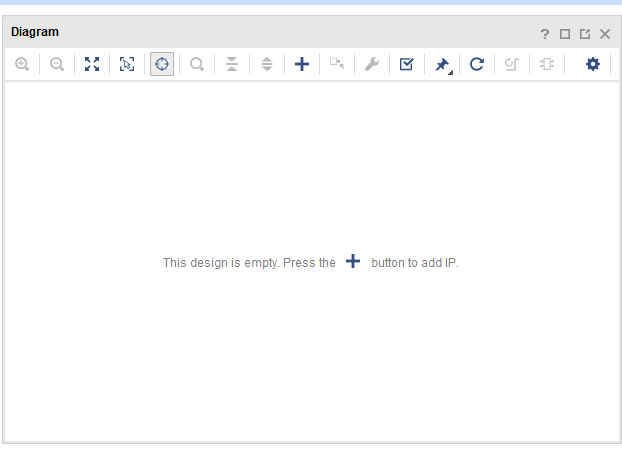 Diagram
This design is empty. Press the + button to add IP.